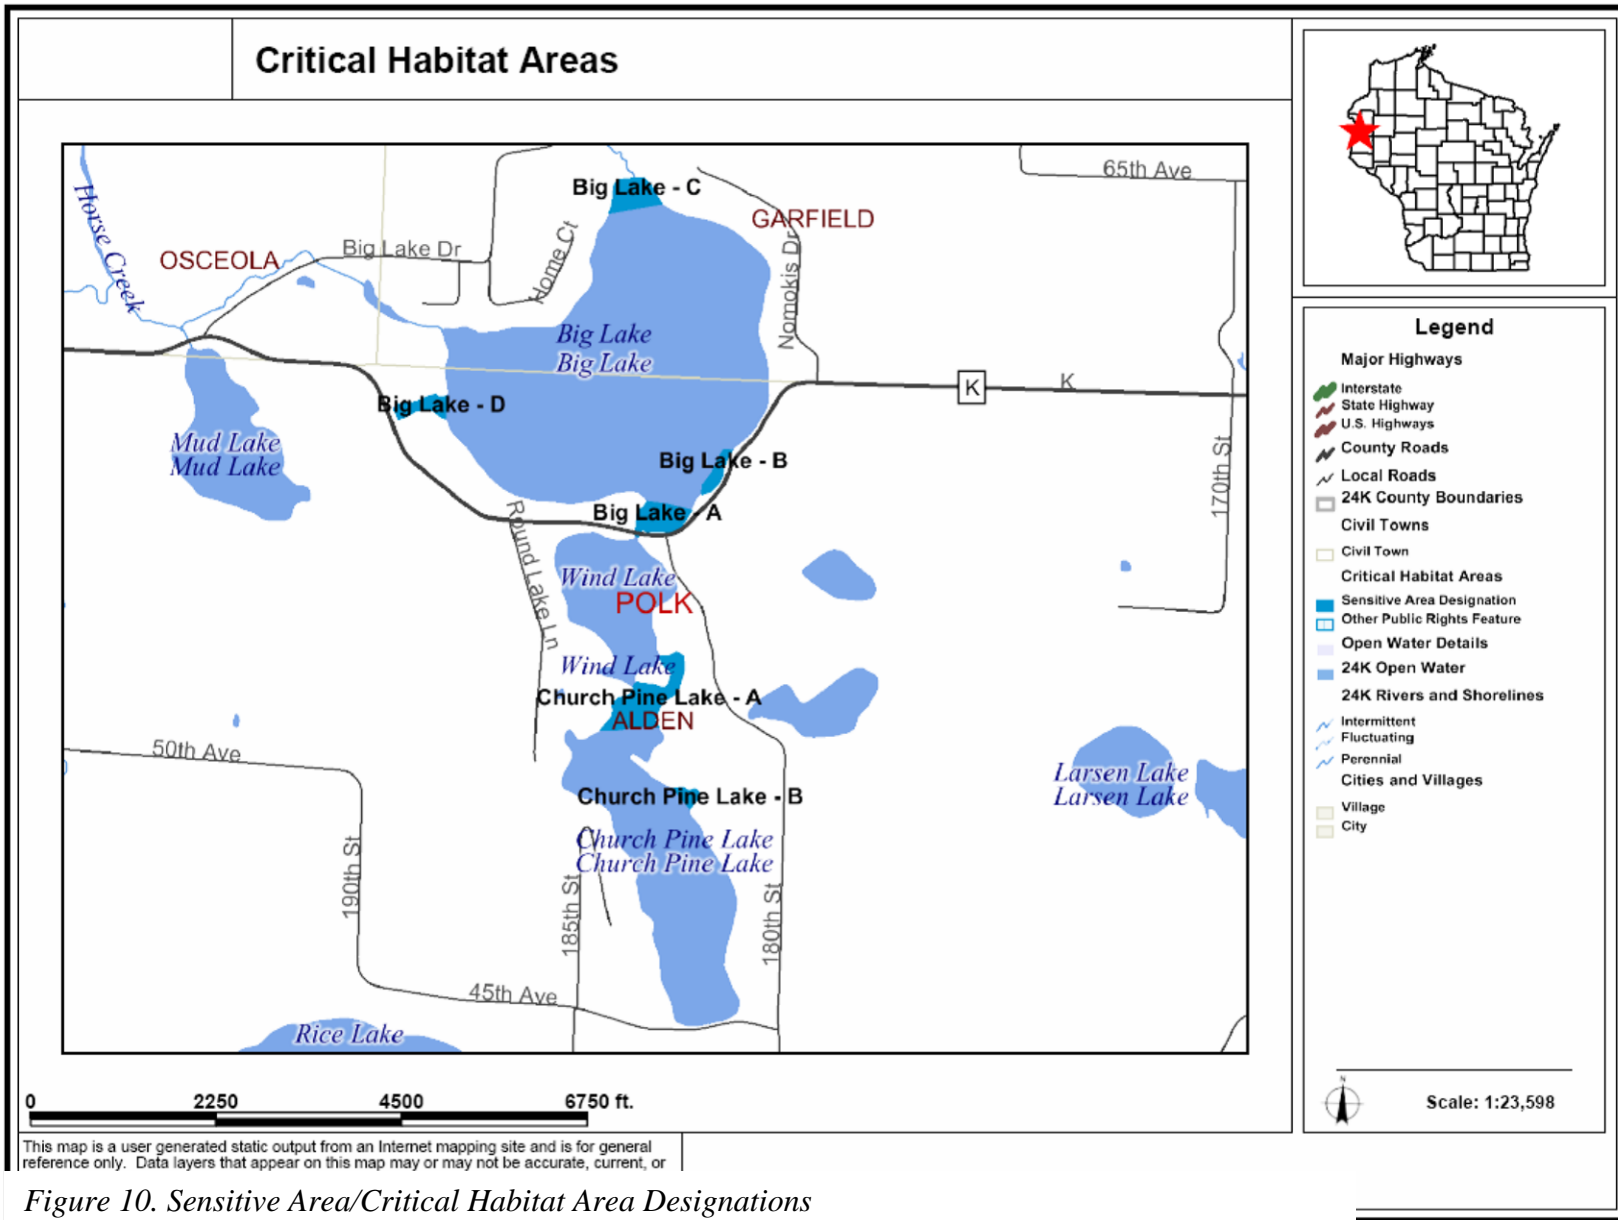 Critical Habitat Areas
65th Ave
Big Lake - C
GARFIELD
Horse Creek
OSCEOLA
Big Lake Dr
Home Ct
Nomokis Dr
Big Lake
Big Lake
K
K
Big Lake - D
Mud Lake
Mud Lake
Big Lake - B
170th St
Big Lake - A
Round Lake Ln
Wind Lake
POLK
Wind Lake
Church Pine Lake - A
ALDEN
50th Ave
Larsen Lake
Larsen Lake
Church Pine Lake - B
Church Pine Lake
Church Pine Lake
190th St
185th St
180th St
45th Ave
Rice Lake
0 2250 4500 6750 ft.
This map is a user generated static output from an Internet mapping site and is for general
reference only. Data layers that appear on this map may or may not be accurate, current, or
Legend
Major Highways
Interstate
State Highway
U.S. Highways
County Roads
Local Roads
24K County Boundaries
Civil Towns
Civil Town
Critical Habitat Areas
Sensitive Area Designation
Other Public Rights Feature
Open Water Details
24K Open Water
24K Rivers and Shorelines
Intermittent
Fluctuating
Perennial
Cities and Villages
Village
City
N
Scale: 1:23,598
Figure 10. Sensitive Area/Critical Habitat Area Designations